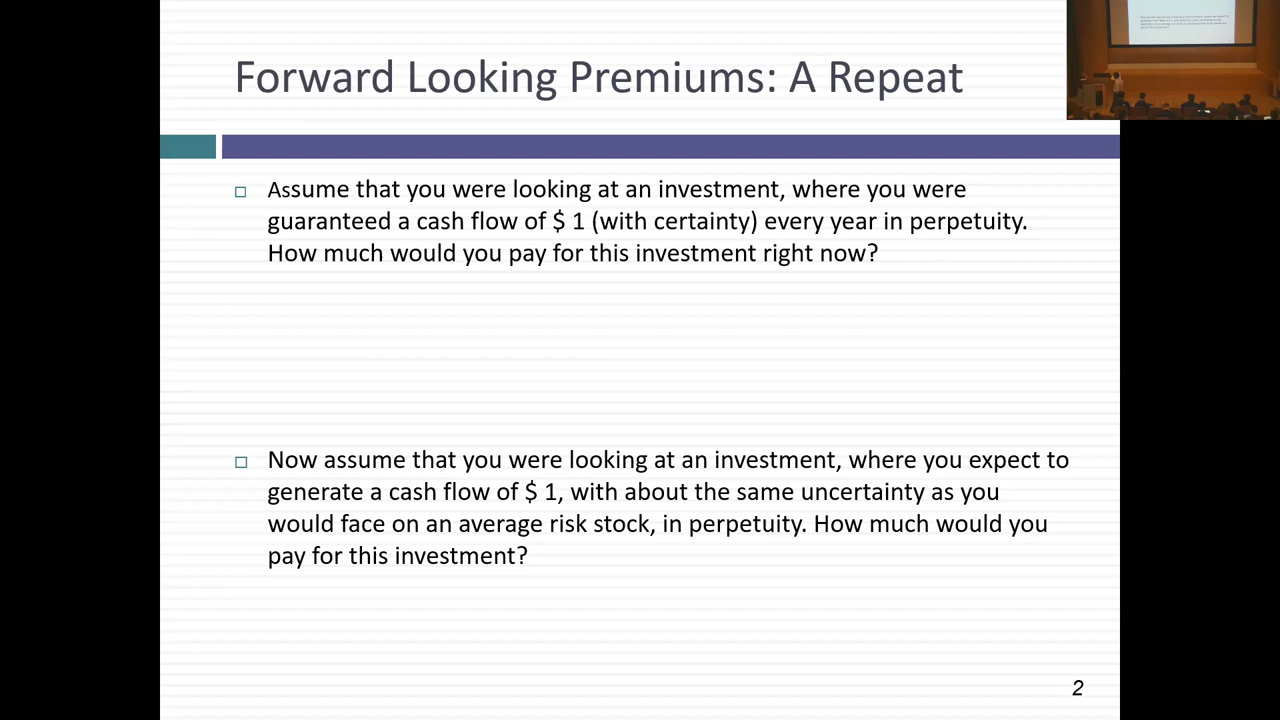 Forward Looking Premiums: A Repeat
Assume that you were looking at an investment, where you were
guaranteed a cash flow of $ 1 (with certainty) every year in perpetuity.
How much would you pay for this investment right now?
Now assume that you were looking at an investment, where you expect to
generate a cash flow of $ 1, with about the same uncertainty as you
would face on an average risk stock, in perpetuity. How much would you
pay for this investment?
2